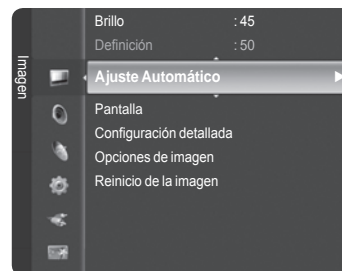 Imagen
Brillo : 45
Definición : 50
Ajuste Automático
Pantalla
Configuración detallada
Opciones de imagen
Reinicio de la imagen